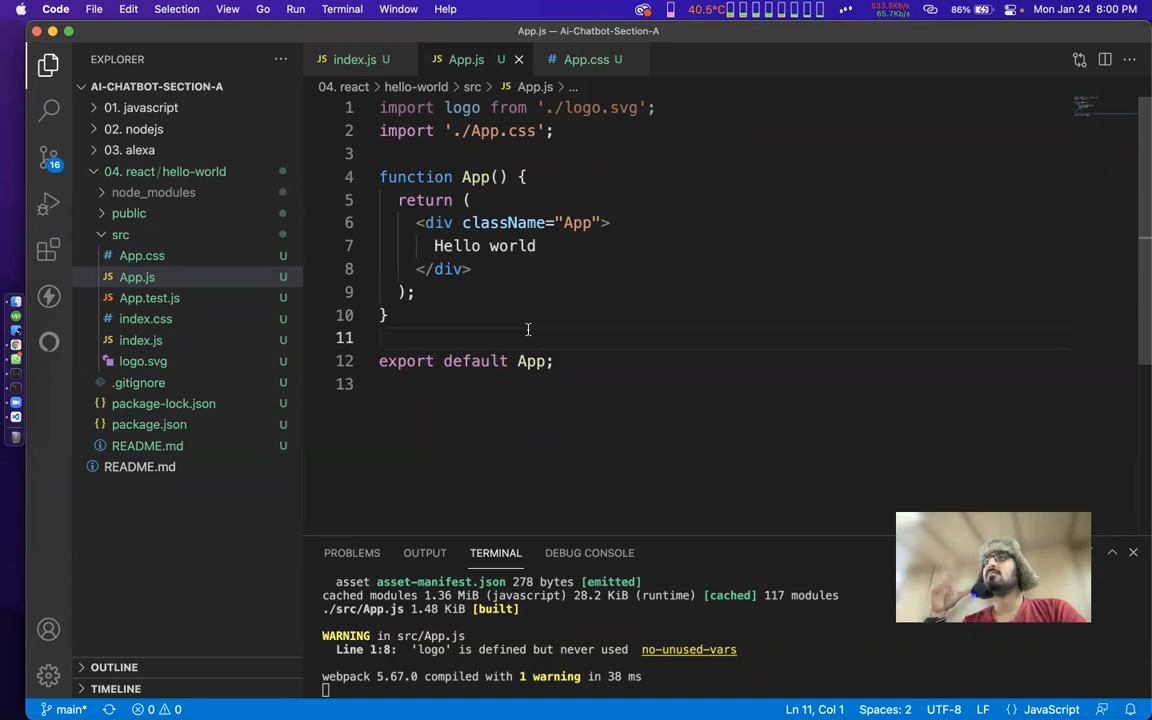 Code File Edit Selection View Go Run Terminal Window Help 40.5°C 533.5Kb/s 65.7Kb/s 86% Mon Jan 24 8:00 PM
App.js — Ai-Chatbot-Section-A
EXPLORER
AI-CHATBOT-SECTION-A
01. javascript
02. nodejs
03. alexa
04. react/hello-world
node_modules
public
src
App.css U
App.js U
App.test.js U
index.css U
index.js U
logo.svg U
.gitignore U
package-lock.json U
package.json U
README.md U
README.md
OUTLINE
TIMELINE
16
JS index.js U JS App.js U # App.css U
04. react > hello-world > src > JS App.js > ...
1 import logo from './logo.svg';
2 import './App.css';
3
4 function App() {
5 return (
6 <div className="App">
7 Hello world
8 </div>
9 );
10 }
11
12 export default App;
13
PROBLEMS OUTPUT TERMINAL DEBUG CONSOLE
asset asset-manifest.json 278 bytes [emitted]
cached modules 1.36 MiB (javascript) 28.2 KiB (runtime) [cached] 117 modules
./src/App.js 1.48 KiB [built]
WARNING in src/App.js
Line 1:8: 'logo' is defined but never used no-unused-vars
webpack 5.67.0 compiled with 1 warning in 38 ms
main* 0 0 Ln 11, Col 1 Spaces: 2 UTF-8 LF {} JavaScript